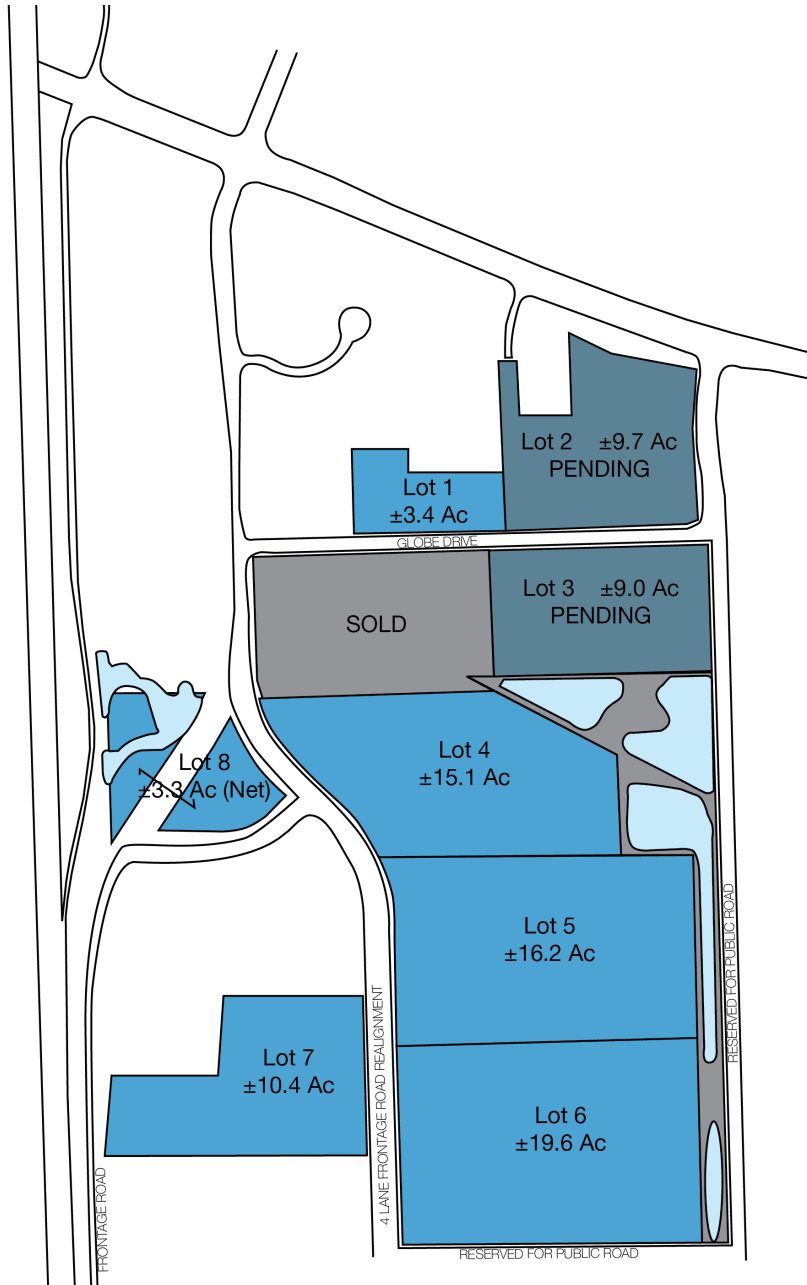 Lot 2 ±9.7 Ac
PENDING
Lot 1
±3.4 Ac
GLOBE DRIVE
Lot 3 ±9.0 Ac
PENDING
SOLD
Lot 4
±15.1 Ac
Lot 8
±3.3 Ac (Net)
Lot 5
±16.2 Ac
RESERVED FOR PUBLIC ROAD
4 LANE FRONTAGE ROAD REALIGNMENT
Lot 7
±10.4 Ac
Lot 6
±19.6 Ac
FRONTAGE ROAD
RESERVED FOR PUBLIC ROAD